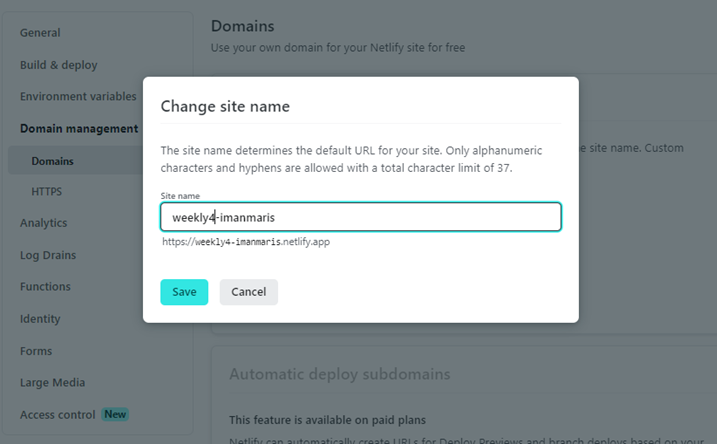 Domains
Use your own domain for your Netlify site for free
General
Build & deploy
Environment variables
Domain management
Domains
HTTPS
Analytics
Log Drains
Functions
Identity
Forms
Large Media
Access control New
Change site name
The site name determines the default URL for your site. Only alphanumeric
characters and hyphens are allowed with a total character limit of 37.
Site name
weekly4-imanmaris
https://weekly4-imanmaris.netlify.app
Save Cancel
e site name. Custom
Automatic deploy subdomains
This feature is available on paid plans
Netlify can automatically create URLs for Deploy Previews and branch deploys based on your